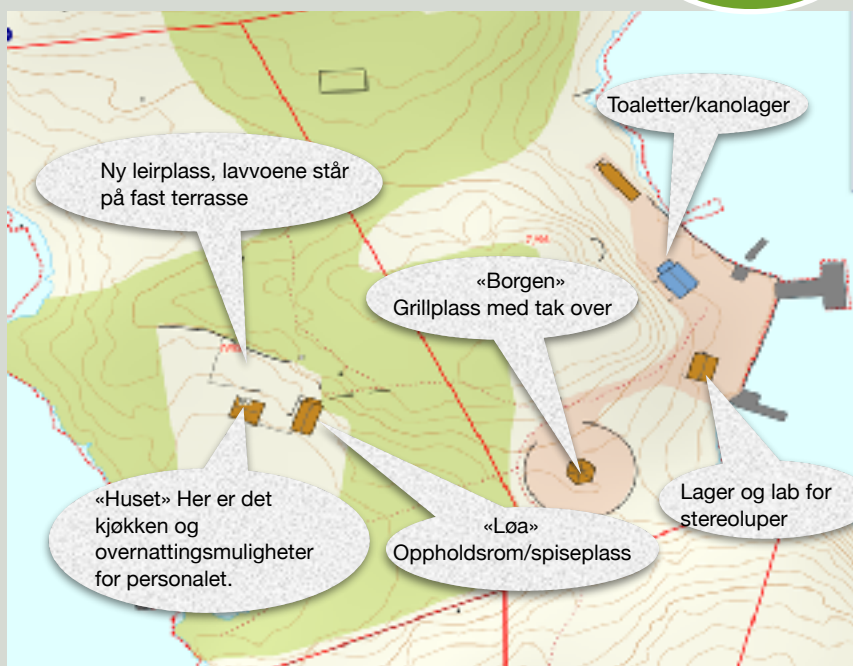 Toaletter/kanolager
Ny leirplass, lavvoene står
på fast terrasse
«Borgen»
Grillplass med tak over
«Huset» Her er det
kjøkken og
overnattingsmuligheter
for personalet.
«Løa»
Oppholdsrom/spiseplass
Lager og lab for
stereoluper